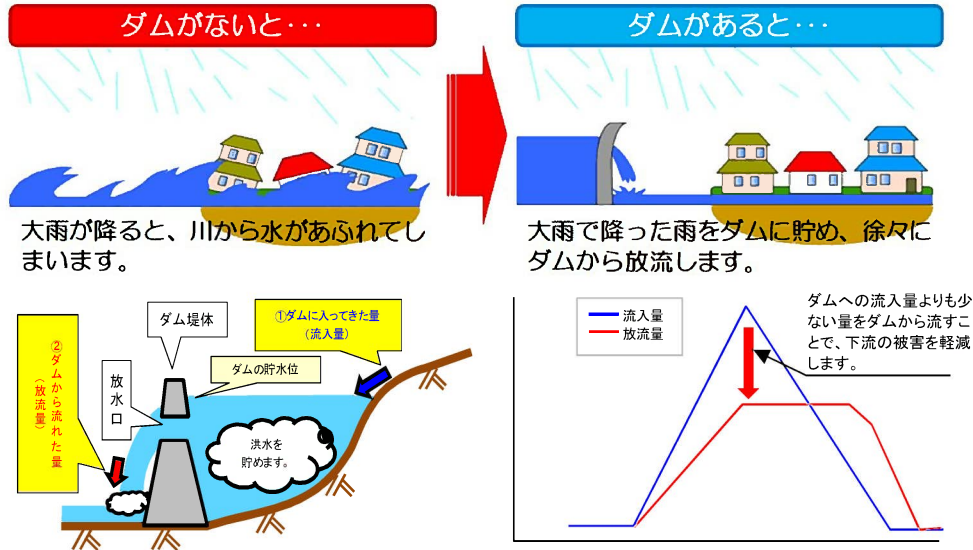 ダムがないと・・・
ダムがあると・・・
大雨が降ると、川から水があふれてし
まいます。
大雨で降った雨をダムに貯め、徐々に
ダムから放流します。
②ダムから流れた量
(放流量)
放水口
ダム堤体
ダムの貯水位
①ダムに入ってきた量
(流入量)
洪水を
貯めます。
流入量
放流量
ダムへの流入量よりも少
ない量をダムから流すこ
とで、下流の被害を軽減
します。